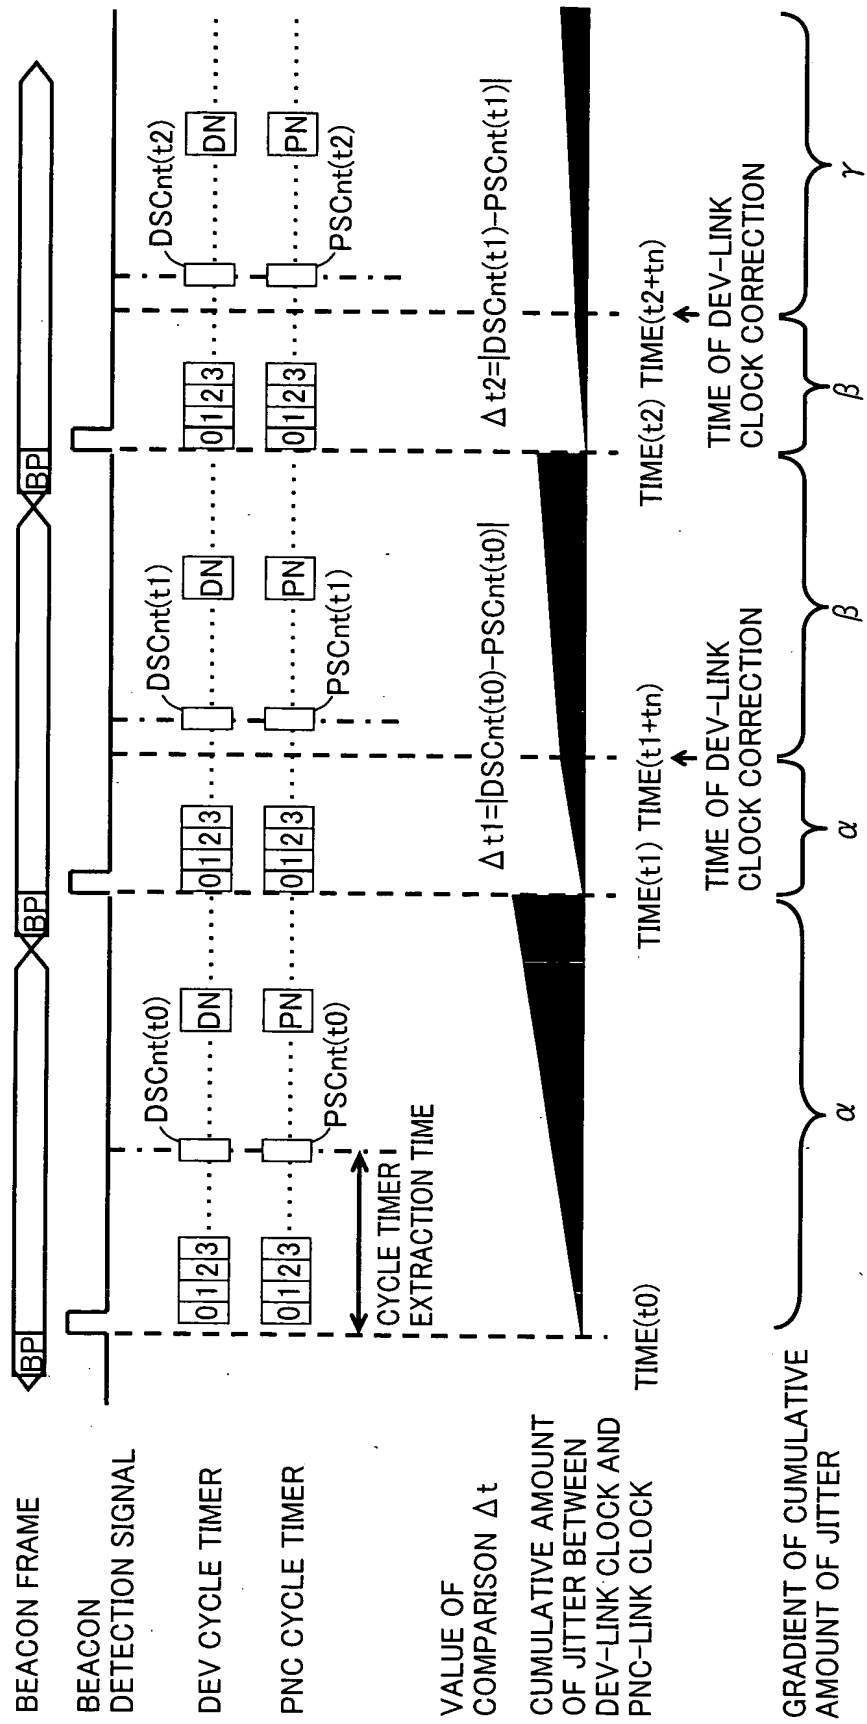 BEACON FRAME
BP
BP
BP
BEACON
DETECTION SIGNAL
DSCnt(t0)
DSCnt(t1)
DSCnt(t2)
DEV CYCLE TIMER
0 1 2 3
DN
0 1 2 3
DN
0 1 2 3
DN
PNC CYCLE TIMER
0 1 2 3
PN
0 1 2 3
PN
0 1 2 3
PN
PSCnt(t0)
PSCnt(t1)
PSCnt(t2)
CYCLE TIMER
EXTRACTION TIME
VALUE OF
COMPARISON Δt
Δt1=|DSCnt(t0)-PSCnt(t0)|
Δt2=|DSCnt(t1)-PSCnt(t1)|
CUMULATIVE AMOUNT
OF JITTER BETWEEN
DEV-LINK CLOCK AND
PNC-LINK CLOCK
TIME(t0)
TIME(t1) TIME(t1+tn)
TIME(t2) TIME(t2+tn)
TIME OF DEV-LINK
CLOCK CORRECTION
TIME OF DEV-LINK
CLOCK CORRECTION
GRADIENT OF CUMULATIVE
AMOUNT OF JITTER
α
α
β
β
γ